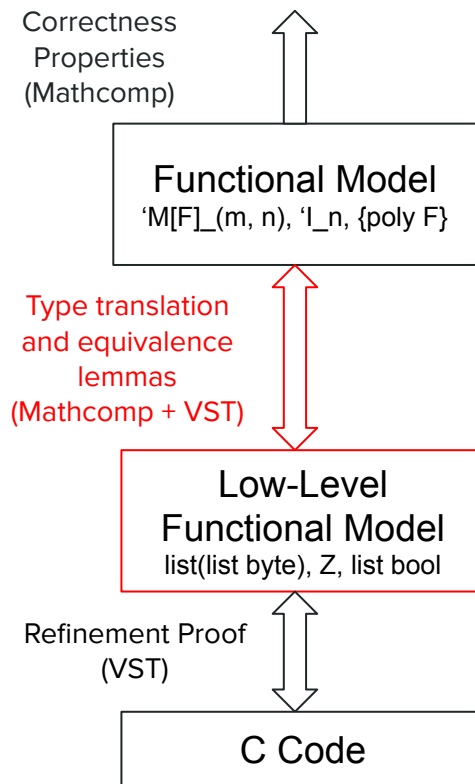 Correctness
Properties
(Mathcomp)
Functional Model
‘M[F]_(m, n), ‘I_n, {poly F}
Type translation
and equivalence
lemmas
(Mathcomp + VST)
Low-Level
Functional Model
list(list byte), Z, list bool
Refinement Proof
(VST)
C Code